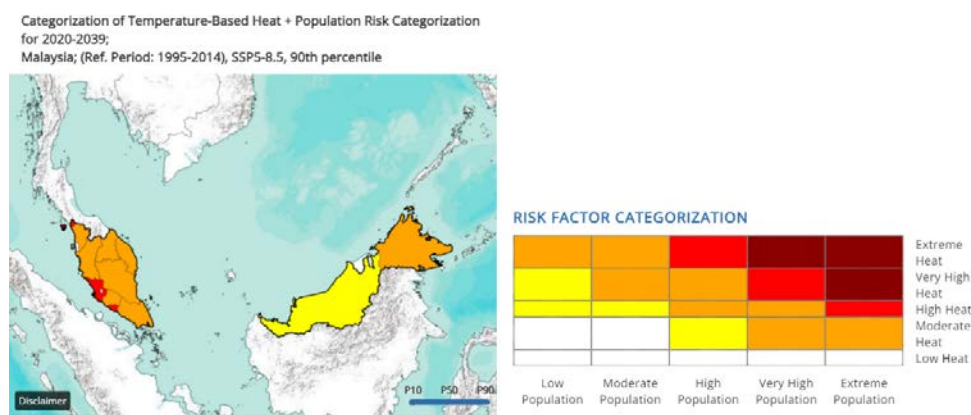 Categorization of Temperature-Based Heat + Population Risk Categorization
for 2020-2039;
Malaysia; (Ref. Period: 1995-2014), SSP5-8.5, 90th percentile
P10 P50 P90
Disclaimer
RISK FACTOR CATEGORIZATION
Extreme
Heat
Very High
Heat
High Heat
Moderate
Heat
Low Heat
Low Moderate High Very High Extreme
Population Population Population Population Population